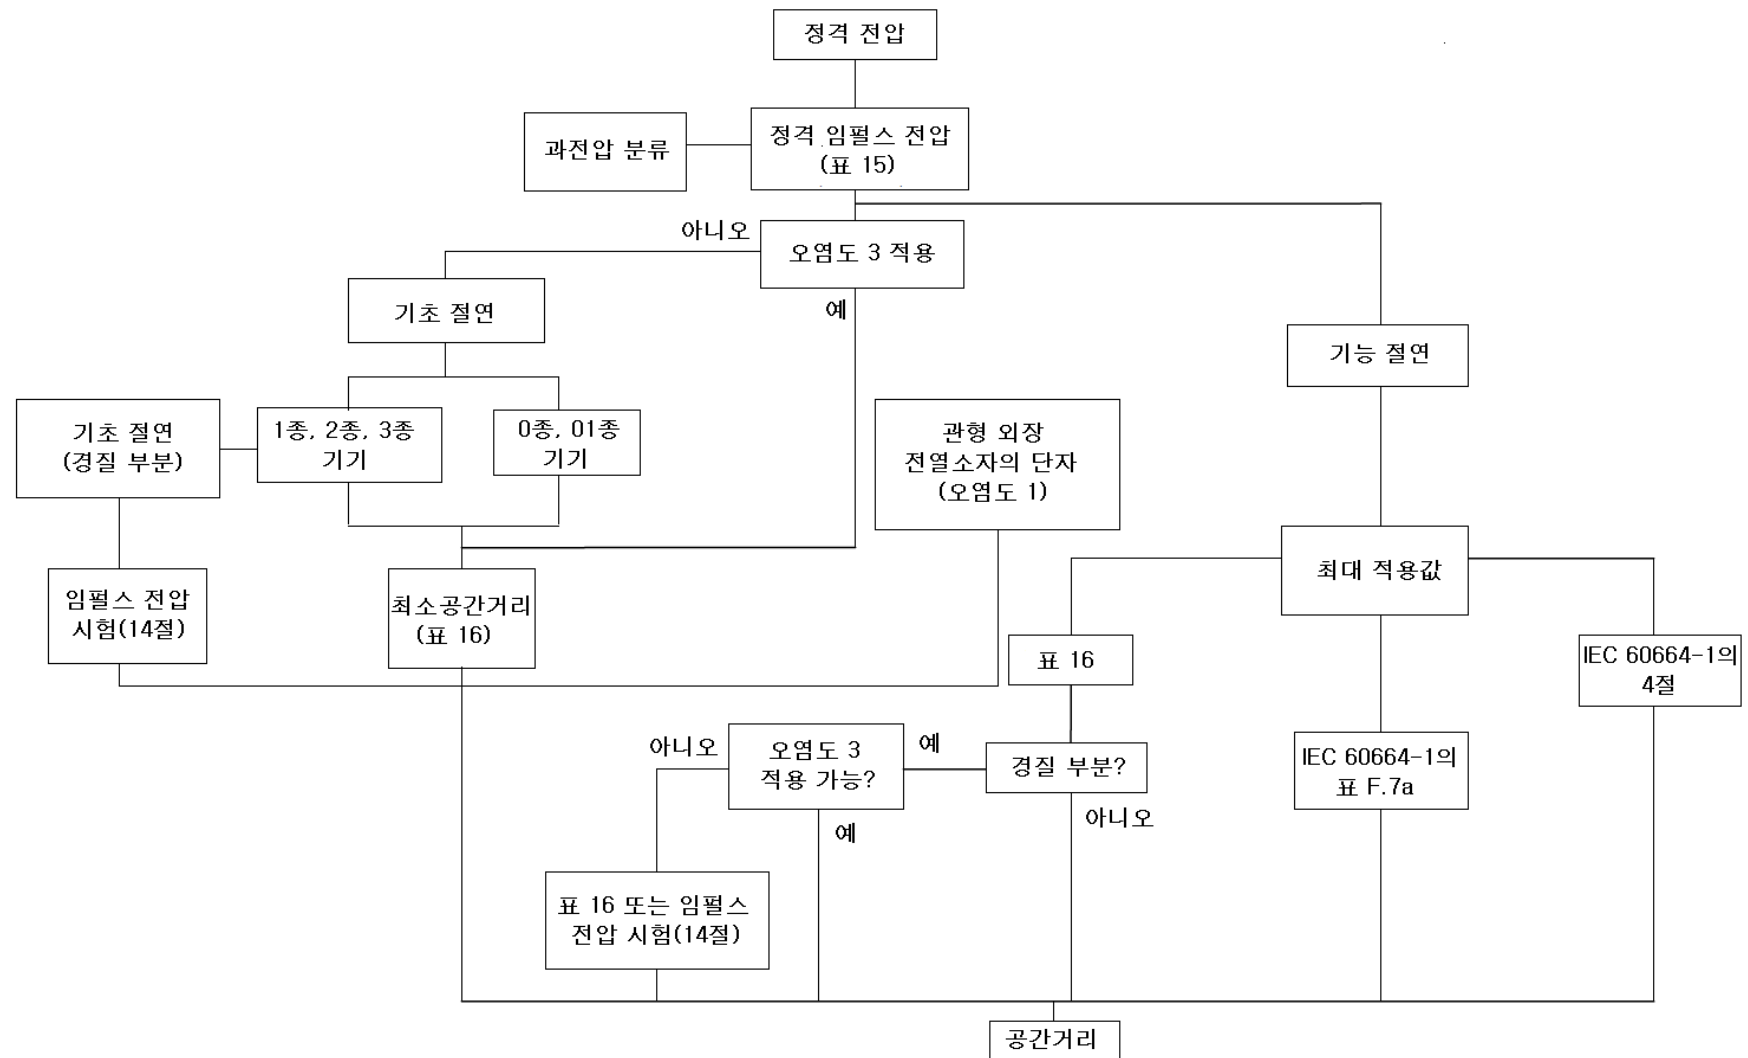 정격 전압
과전압 분류
정격 임펄스 전압
(표 15)
아니오
오염도 3 적용
예
기초 절연
기능 절연
기초 절연
(경질 부분)
1종, 2종, 3종
기기
0종, 01종
기기
관형 외장
전열소자의 단자
(오염도 1)
최대 적용값
임펄스 전압
시험(14절)
최소공간거리
(표 16)
표 16
IEC 60664-1의
4절
아니오
오염도 3
적용 가능?
예
경질 부분?
IEC 60664-1의
표 F.7a
예
아니오
표 16 또는 임펄스
전압 시험(14절)
공간거리